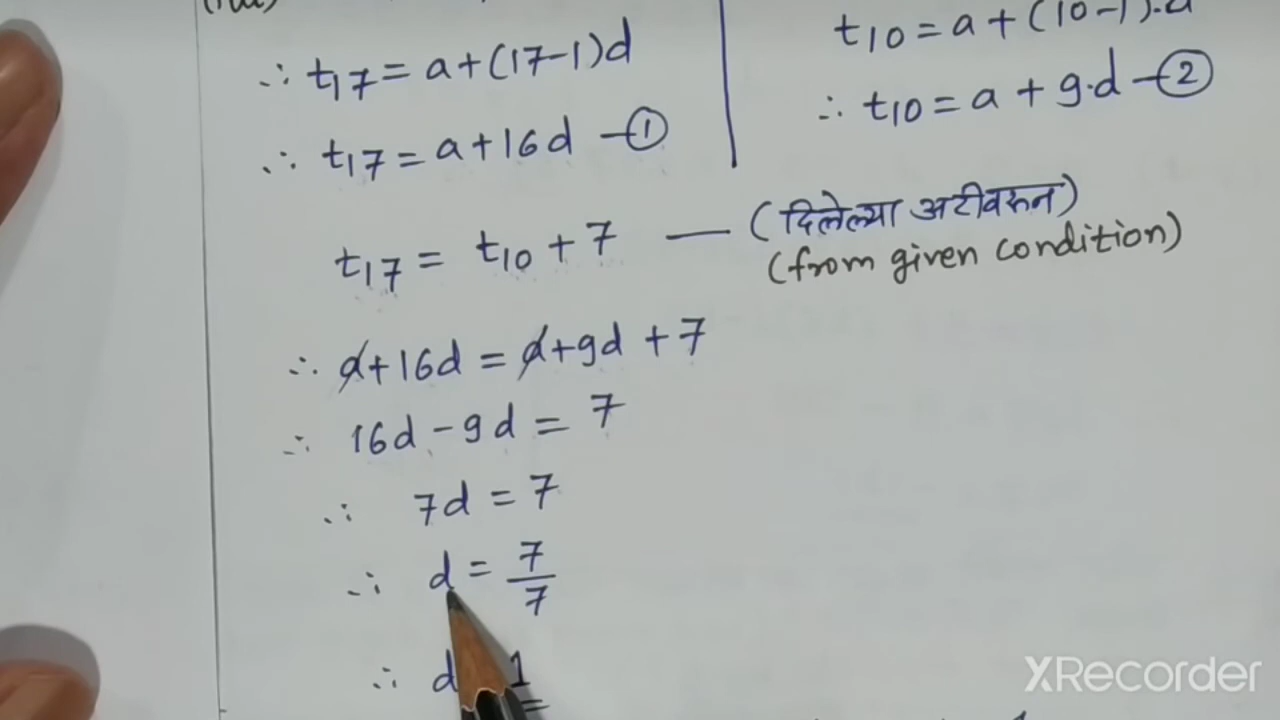 ∴ t17 = a+(17-1)d
∴ t17 = a+16d —①
t10 = a+(10-1).d
∴ t10 = a + 9.d —②
t17 = t10 + 7 — (दिलेल्या अटीवरून)
(from given condition)
∴ a+16d = a+9d + 7
∴ 16d - 9d = 7
∴ 7d = 7
∴ d = 7/7
∴ d 1
XRecorder